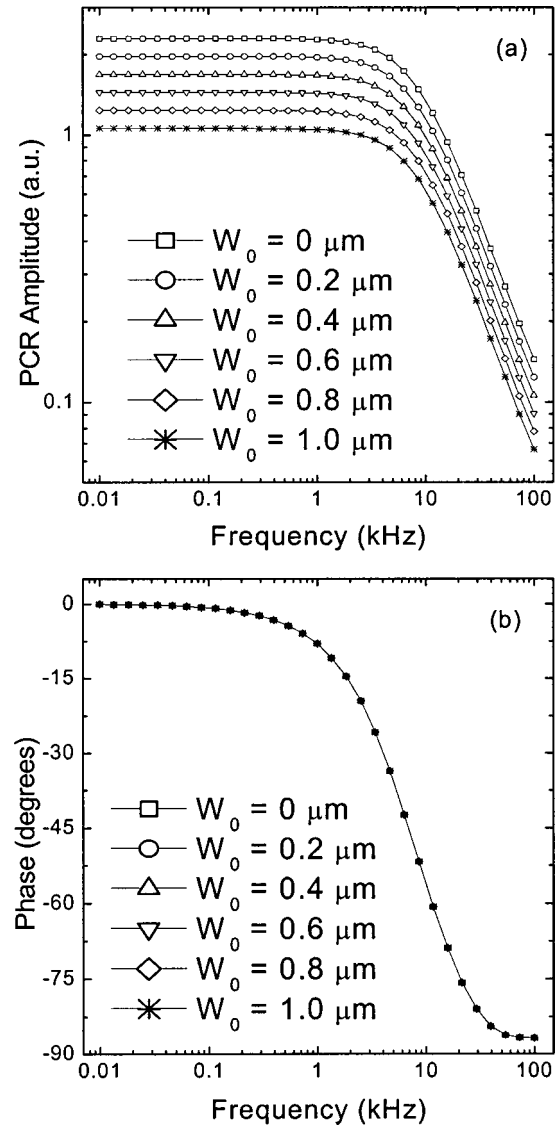 (a)
PCR Amplitude (a.u.)
1
0.1
W₀ = 0 μm
W₀ = 0.2 μm
W₀ = 0.4 μm
W₀ = 0.6 μm
W₀ = 0.8 μm
W₀ = 1.0 μm
0.01 0.1 1 10 100
Frequency (kHz)
(b)
Phase (degrees)
0
-15
-30
-45
-60
-75
-90
W₀ = 0 μm
W₀ = 0.2 μm
W₀ = 0.4 μm
W₀ = 0.6 μm
W₀ = 0.8 μm
W₀ = 1.0 μm
0.01 0.1 1 10 100
Frequency (kHz)